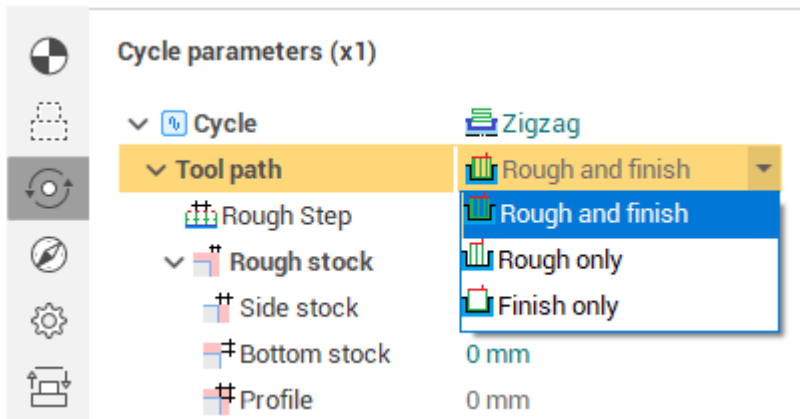 Cycle parameters (x1)
Cycle Zigzag
Tool path Rough and finish
Rough Step Rough and finish
Rough stock Rough only
Side stock Finish only
Bottom stock 0 mm
Profile 0 mm